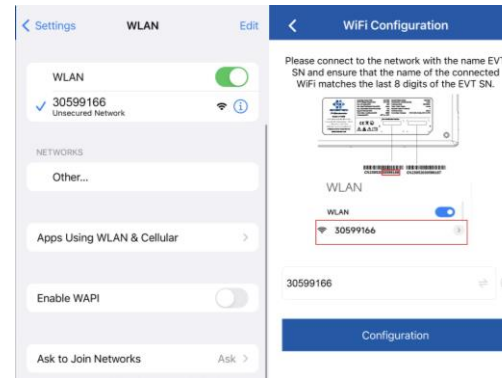 Settings
WLAN
Edit
WLAN
30599166
Unsecured Network
NETWORKS
Other...
Apps Using WLAN & Cellular
Enable WAPI
Ask to Join Networks
Ask
WiFi Configuration
Please connect to the network with the name EVT
SN and ensure that the name of the connected
WiFi matches the last 8 digits of the EVT SN.
WLAN
WLAN
30599166
30599166
Configuration